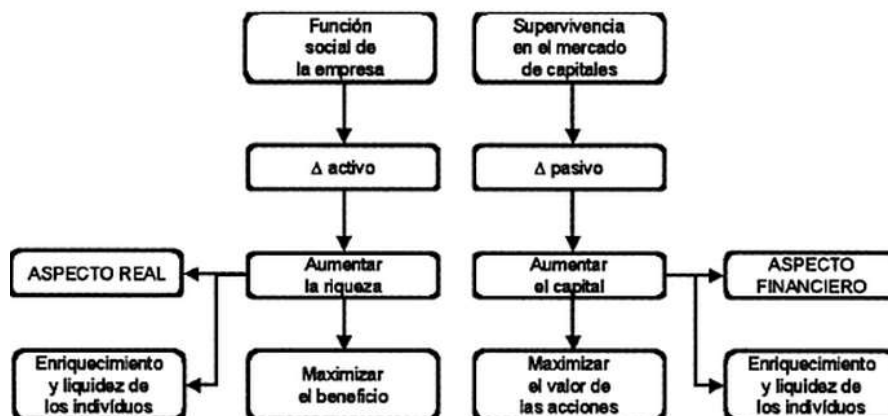 Función
social de
la empresa
Supervivencia
en el mercado
de capitales
Δ activo
Δ pasivo
ASPECTO REAL
Aumentar
la riqueza
Aumentar
el capital
ASPECTO
FINANCIERO
Enriquecimiento
y liquidez de
los indivíduos
Maximizar
el beneficio
Maximizar
el valor de
las acciones
Enriquecimiento
y liquidez de
los indivíduos